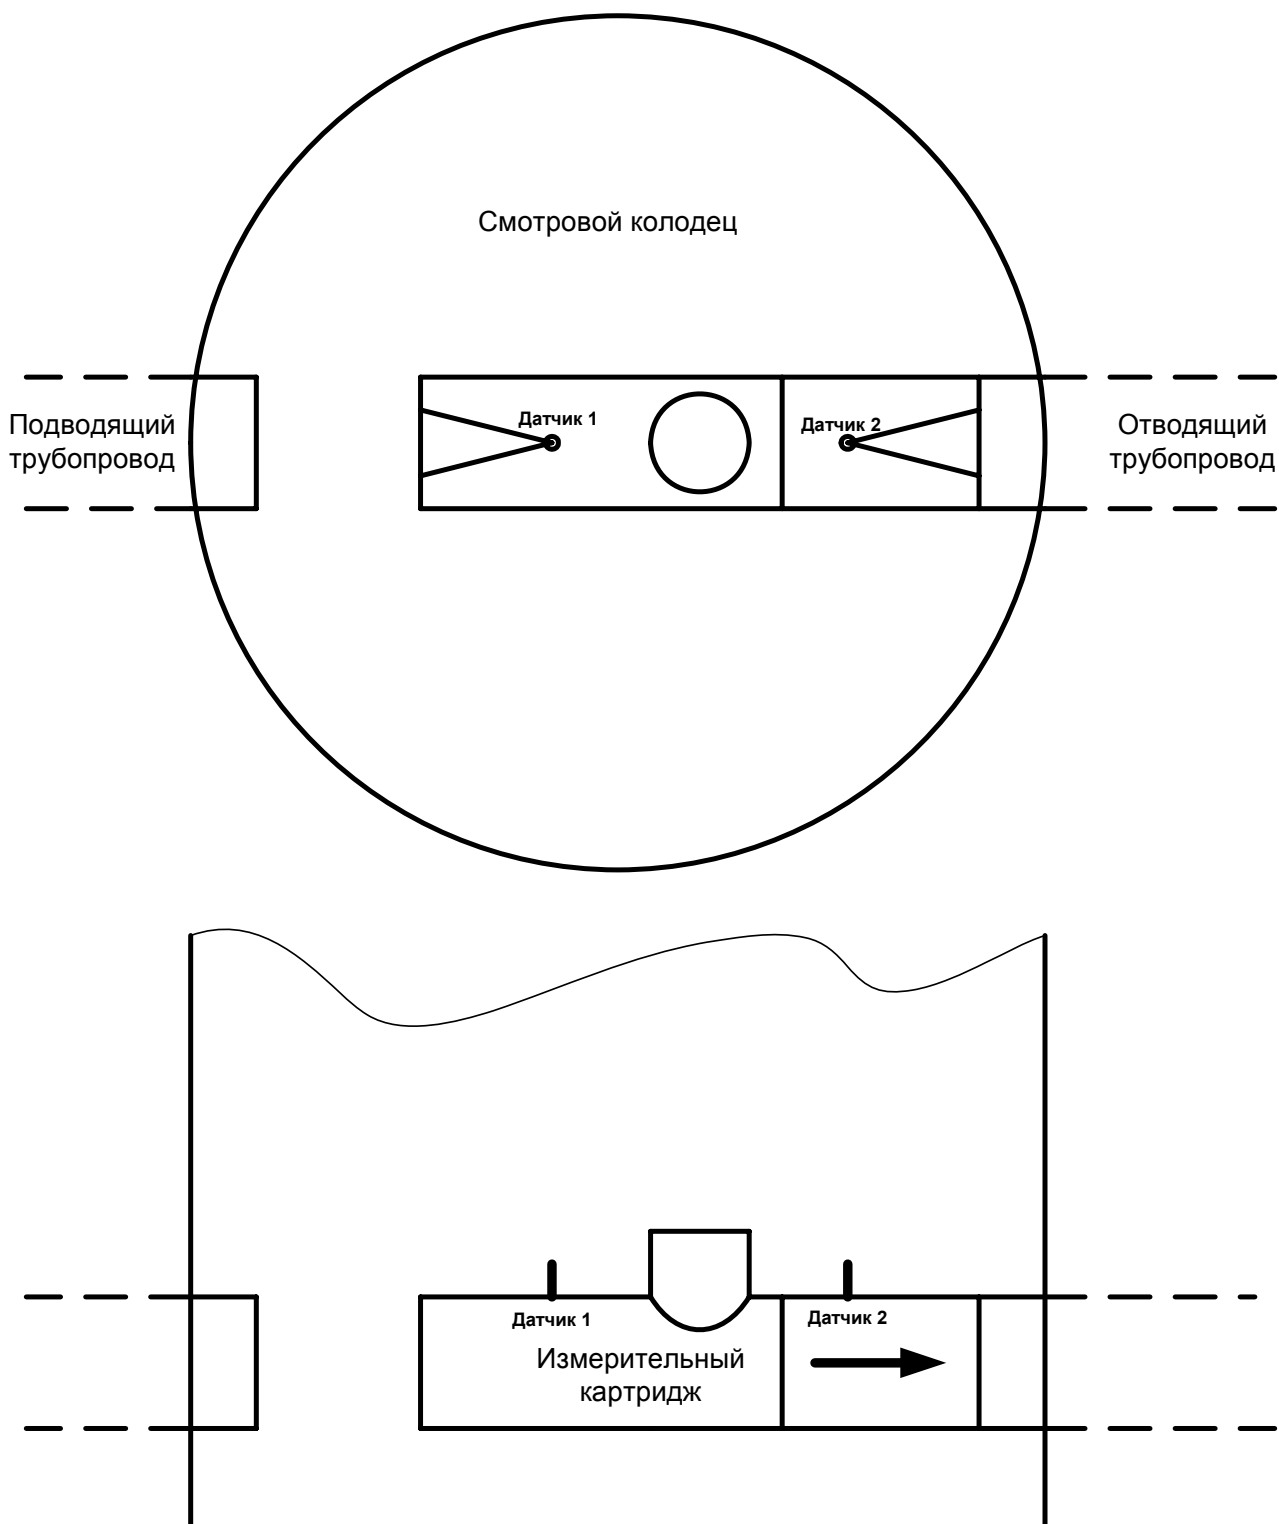 Смотровой колодец
Подводящий
трубопровод
Датчик 1
Датчик 2
Отводящий
трубопровод
Датчик 1
Датчик 2
Измерительный
картридж